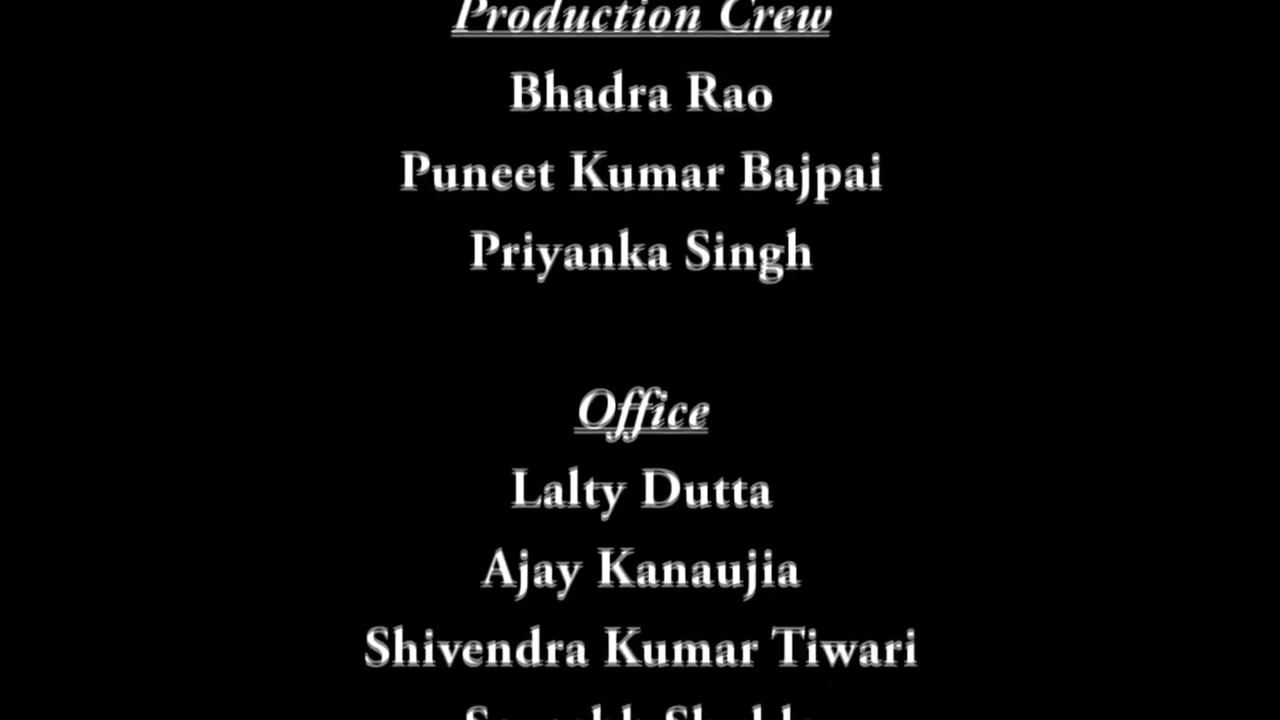 Production Crew
Bhadra Rao
Puneet Kumar Bajpai
Priyanka Singh
Office
Lalty Dutta
Ajay Kanaujia
Shivendra Kumar Tiwari